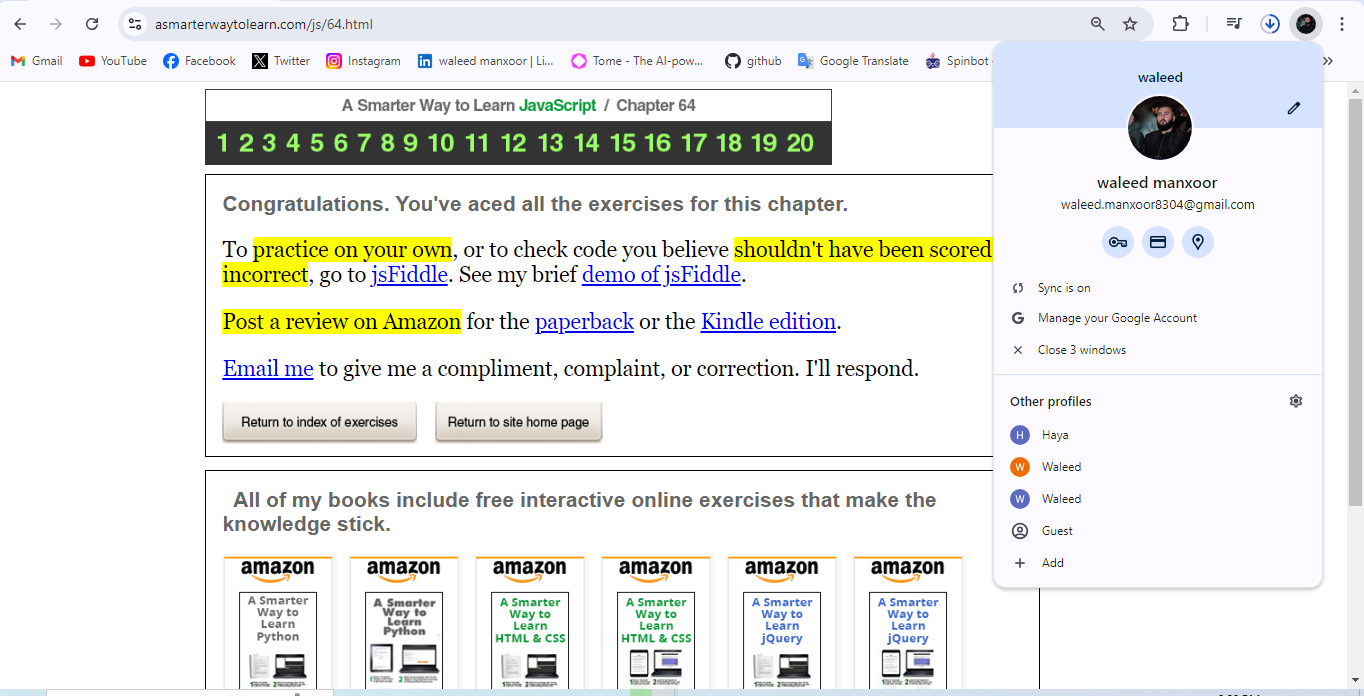 asmarterwaytolearn.com/js/64.html
Gmail YouTube Facebook Twitter Instagram waleed manxoor | Li... Tome - The AI-pow... github Google Translate Spinbot
A Smarter Way to Learn JavaScript / Chapter 64
1 2 3 4 5 6 7 8 9 10 11 12 13 14 15 16 17 18 19 20
Congratulations. You've aced all the exercises for this chapter.
To practice on your own, or to check code you believe shouldn't have been scored
incorrect, go to jsFiddle. See my brief demo of jsFiddle.
Post a review on Amazon for the paperback or the Kindle edition.
Email me to give me a compliment, complaint, or correction. I'll respond.
Return to index of exercises Return to site home page
All of my books include free interactive online exercises that make the
knowledge stick.
amazon amazon amazon amazon amazon amazon
A Smarter
Way to
Learn
Python
A Smarter
Way to
Learn
Python
A Smarter
Way to
Learn
HTML & CSS
A Smarter
Way to
Learn
HTML & CSS
A Smarter
Way to
Learn
jQuery
A Smarter
Way to
Learn
jQuery
waleed
waleed manxoor
waleed.manxoor8304@gmail.com
Sync is on
Manage your Google Account
Close 3 windows
Other profiles
H Haya
W Waleed
W Waleed
Guest
Add